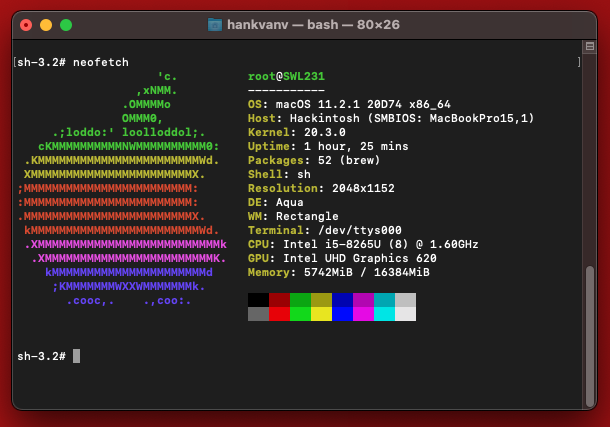 hankvanv — bash — 80×26
[sh-3.2# neofetch ]
'c. root@SWL231
,xNMM. -----------
.OMMMMo OS: macOS 11.2.1 20D74 x86_64
OMMM0, Host: Hackintosh (SMBIOS: MacBookPro15,1)
.;loddo:' loolloddol;. Kernel: 20.3.0
cKMMMMMMMMMMNWMMMMMMMMMM0: Uptime: 1 hour, 25 mins
.KMMMMMMMMMMMMMMMMMMMMMMMWd. Packages: 52 (brew)
XMMMMMMMMMMMMMMMMMMMMMMMX. Shell: sh
;MMMMMMMMMMMMMMMMMMMMMMMM: Resolution: 2048x1152
:MMMMMMMMMMMMMMMMMMMMMMMM: DE: Aqua
.MMMMMMMMMMMMMMMMMMMMMMMMX. WM: Rectangle
kMMMMMMMMMMMMMMMMMMMMMMMMWd. Terminal: /dev/ttys000
.XMMMMMMMMMMMMMMMMMMMMMMMMMMk CPU: Intel i5-8265U (8) @ 1.60GHz
.XMMMMMMMMMMMMMMMMMMMMMMMMK. GPU: Intel UHD Graphics 620
kMMMMMMMMMMMMMMMMMMMMMMd Memory: 5742MiB / 16384MiB
;KMMMMMMMWXXWMMMMMMMk.
.cooc,. .,coo:.
sh-3.2#